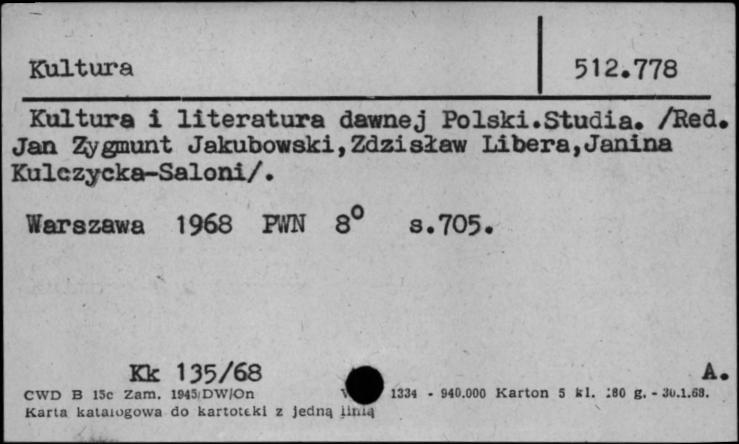 Kultura 512.778
Kultura i literatura dawnej Polski.Studia. /Red.
Jan Zygmunt Jakubowski,Zdzisław Libera,Janina
Kulczycka-Saloni/.
Warszawa 1968 PWN 8° s.705.
Kk 135/68 A.
CWD B 15c Zam. 1945/DW/On 1334 - 940.000 Karton 5 kl. 180 g. - 30.1.68.
Karta katalogowa do kartoteki z jedną linią